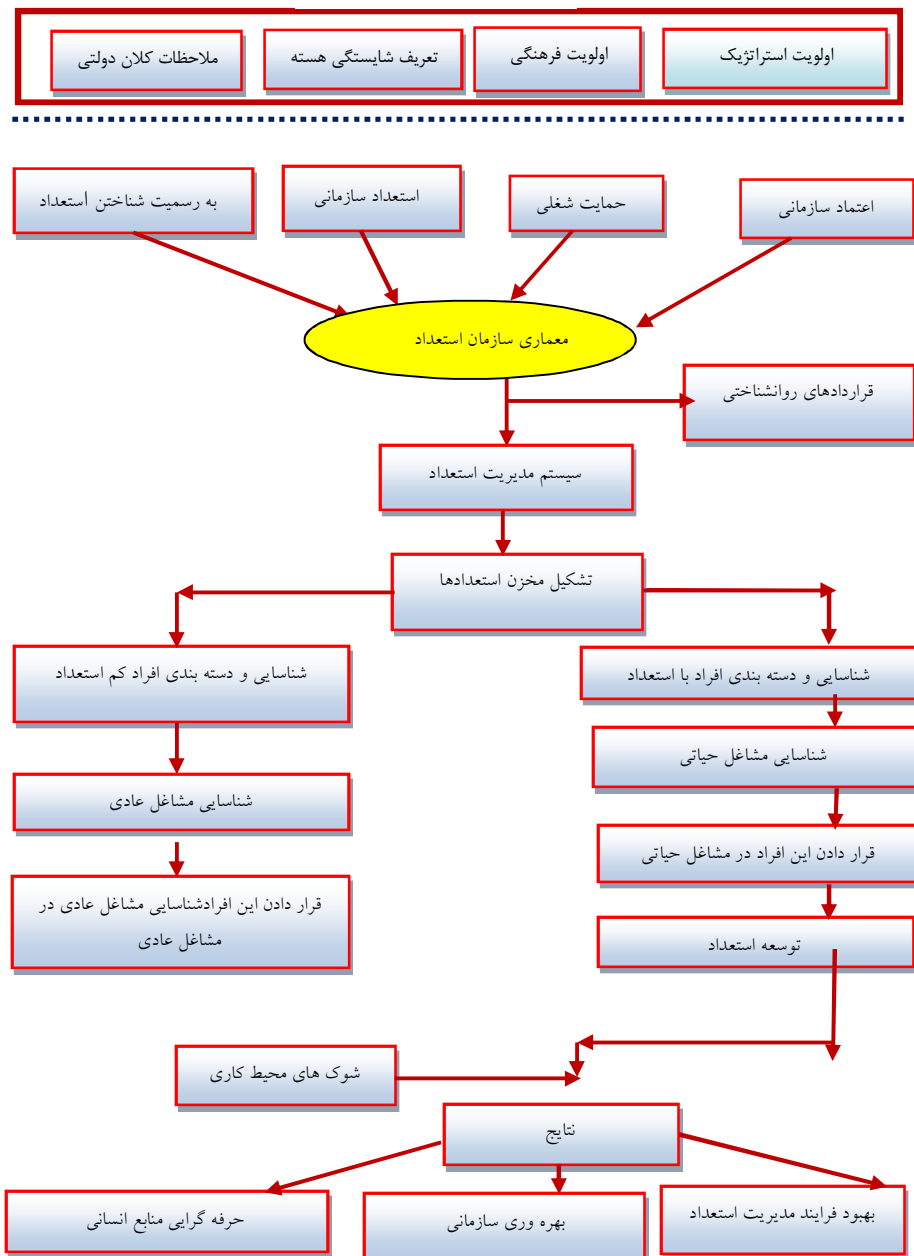 اولویت استراتژیک
اولویت فرهنگی
تعریف شایستگی هسته
ملاحظات کلان دولتی
اعتماد سازمانی
حمایت شغلی
استعداد سازمانی
به رسمیت شناختن استعداد
معماری سازمان استعداد
قراردادهای روانشناختی
سیستم مدیریت استعداد
تشکیل مخزن استعدادها
شناسایی و دسته بندی افراد با استعداد
شناسایی و دسته بندی افراد کم استعداد
شناسایی مشاغل حیاتی
شناسایی مشاغل عادی
قرار دادن این افراد در مشاغل حیاتی
قرار دادن این افرادشناسایی مشاغل عادی در
مشاغل عادی
توسعه استعداد
شوک های محیط کاری
نتایج
بهبود فرایند مدیریت استعداد
بهره وری سازمانی
حرفه گرایی منابع انسانی